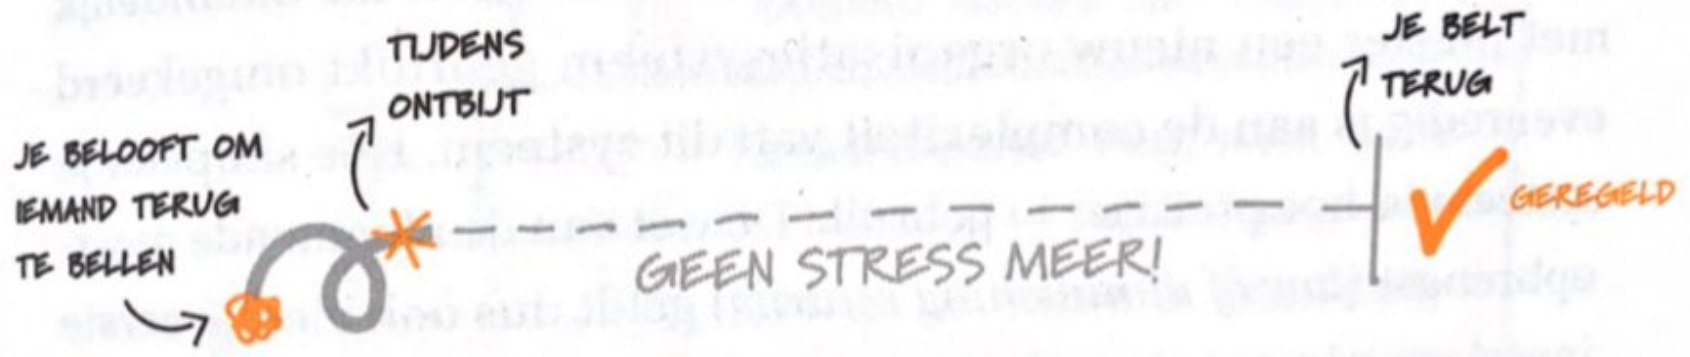 JE BELOOFT OM
IEMAND TERUG
TE BELLEN
TIJDENS
ONTBIJT
GEEN STRESS MEER!
JE BELT
TERUG
GEREGELD